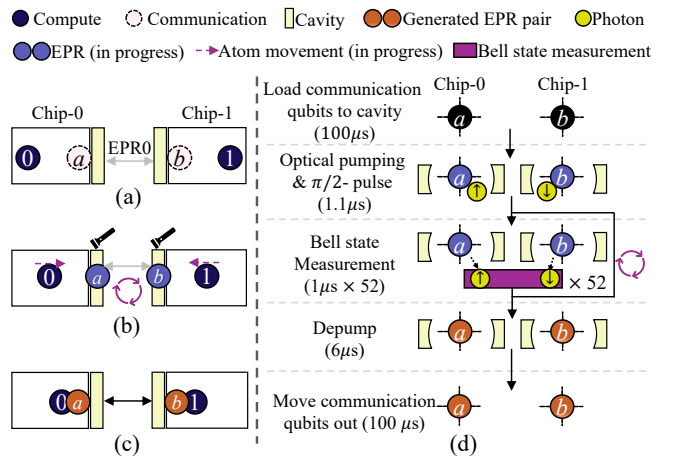 Compute Communication Cavity Generated EPR pair Photon
EPR (in progress) Atom movement (in progress) Bell state measurement
Chip-0 Chip-1
0 a EPR0 b 1
(a)
0 a b 1
(b)
0 a b 1
(c)
Load communication
qubits to cavity
(100μs)
Chip-0 Chip-1
a b
Optical pumping
& π/2- pulse
(1.1μs)
a b
↑ ↓
Bell state
Measurement
(1μs × 52)
a b
↑ ↓ × 52
Depump
(6μs)
a b
Move communication
qubits out (100 μs)
a b
(d)